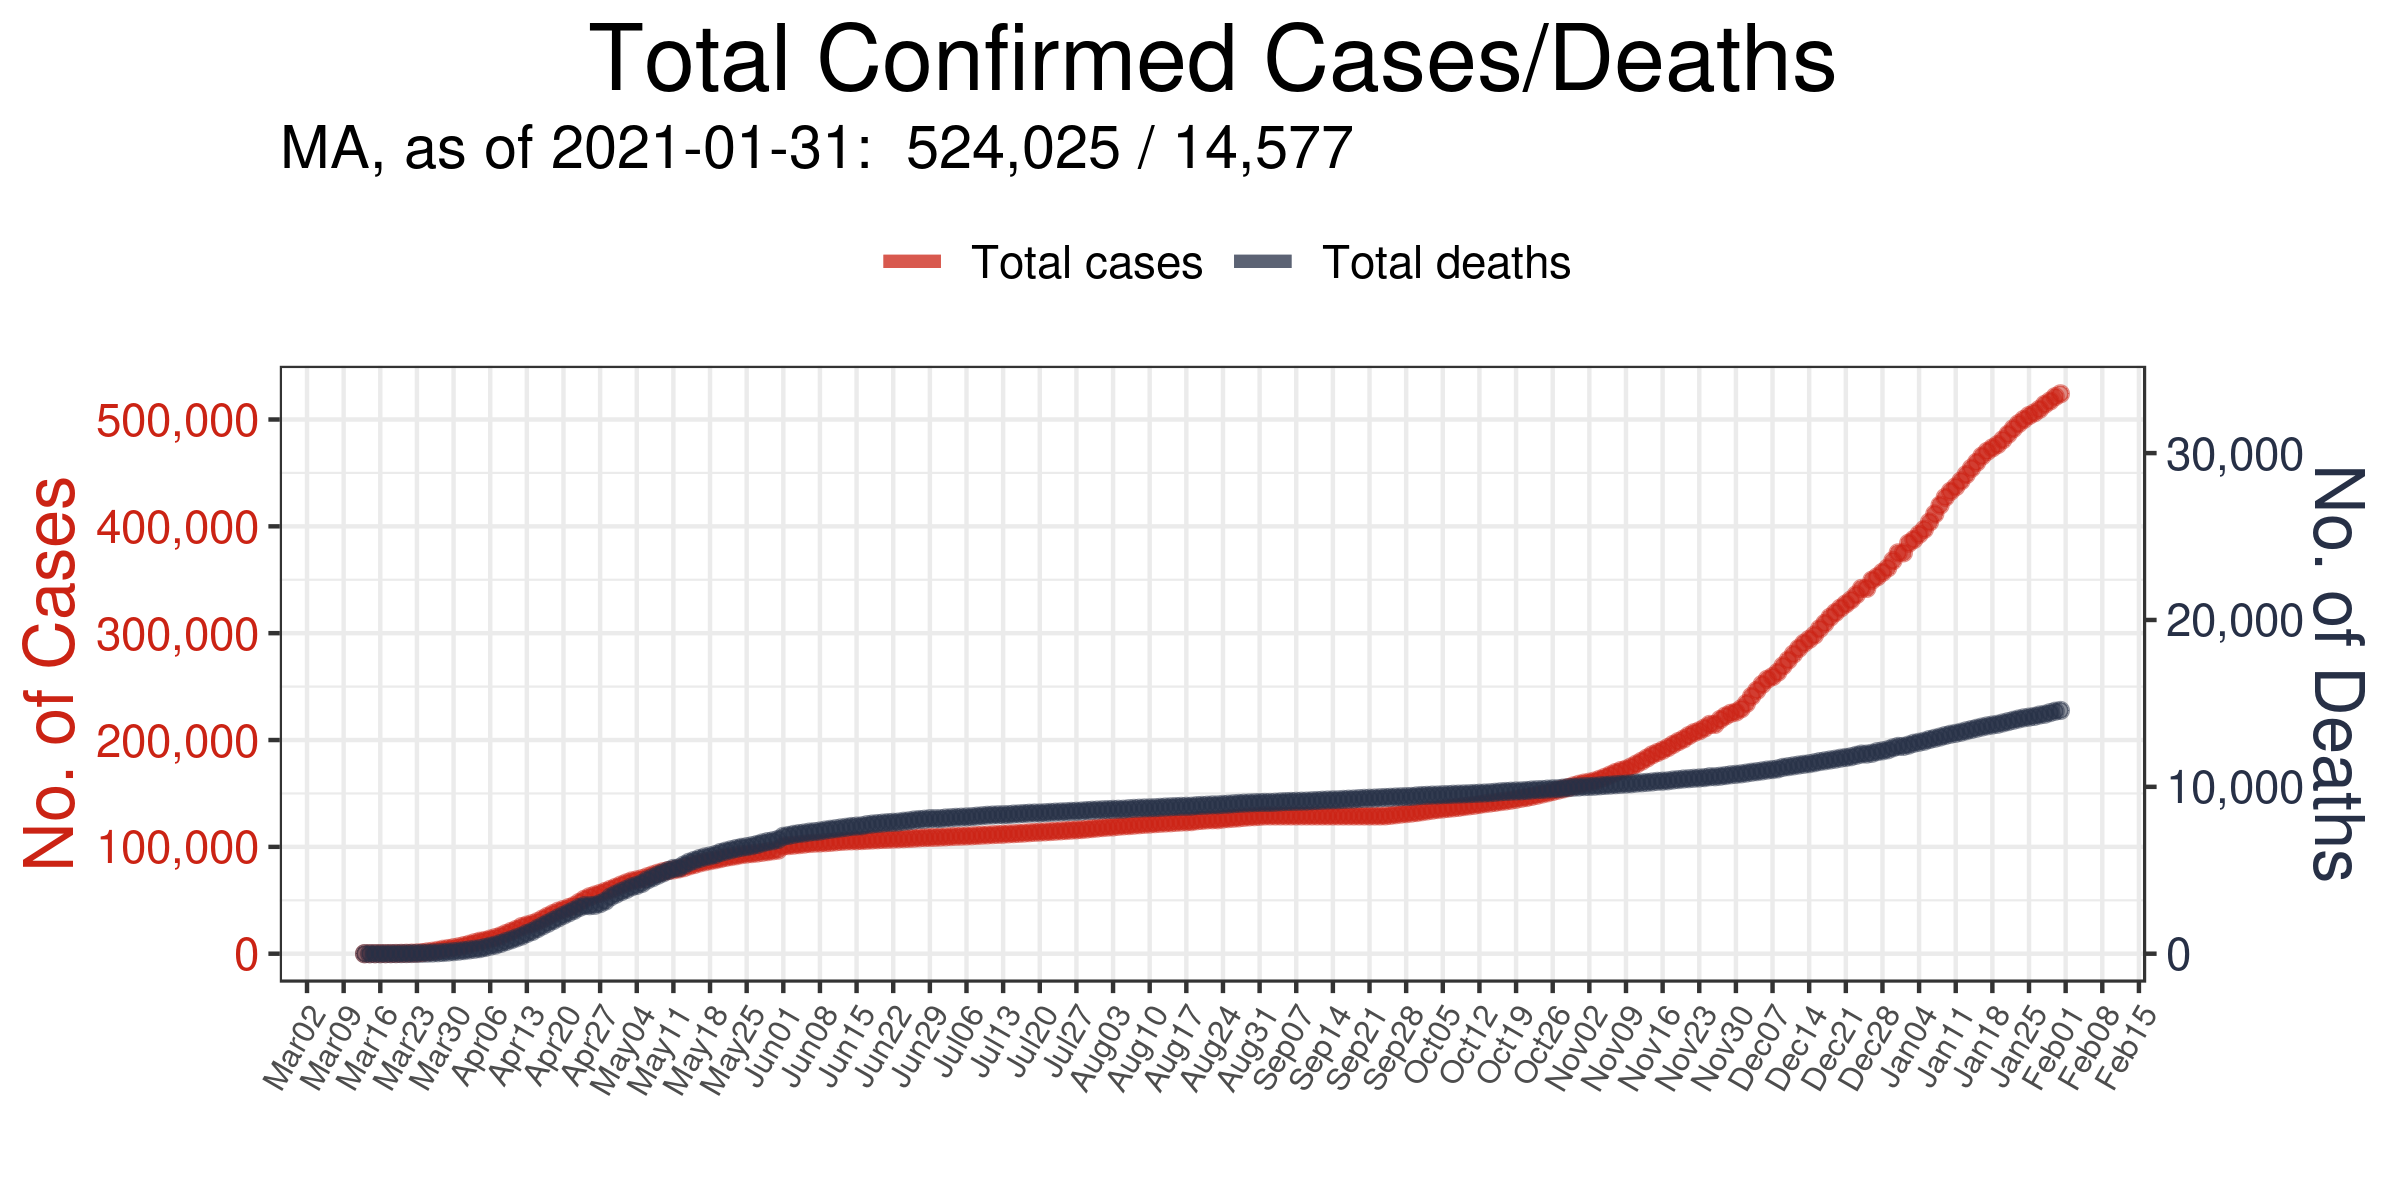 Total Confirmed Cases/Deaths
MA, as of 2021-01-31:  524,025 / 14,577
Total cases
Total deaths
No. of Cases
500,000
400,000
300,000
200,000
100,000
0
30,000
20,000
10,000
0
No. of Deaths
Mar02
Mar09
Mar16
Mar23
Mar30
Apr06
Apr13
Apr20
Apr27
May04
May11
May18
May25
Jun01
Jun08
Jun15
Jun22
Jun29
Jul06
Jul13
Jul20
Jul27
Aug03
Aug10
Aug17
Aug24
Aug31
Sep07
Sep14
Sep21
Sep28
Oct05
Oct12
Oct19
Oct26
Nov02
Nov09
Nov16
Nov23
Nov30
Dec07
Dec14
Dec21
Dec28
Jan04
Jan11
Jan18
Jan25
Feb01
Feb08
Feb15